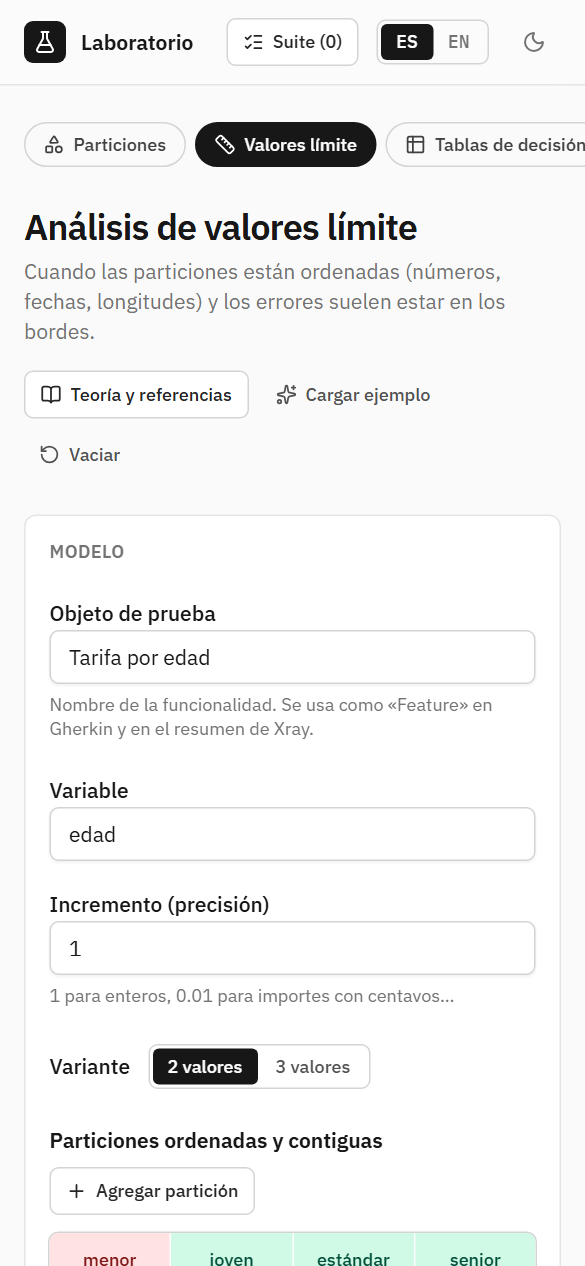 Laboratorio
Suite (0)
ES
EN
Particiones
Valores límite
Tablas de decisión
Análisis de valores límite
Cuando las particiones están ordenadas (números,
fechas, longitudes) y los errores suelen estar en los
bordes.
Teoría y referencias
Cargar ejemplo
Vaciar
MODELO
Objeto de prueba
Tarifa por edad
Nombre de la funcionalidad. Se usa como «Feature» en
Gherkin y en el resumen de Xray.
Variable
edad
Incremento (precisión)
1
1 para enteros, 0.01 para importes con centavos…
Variante
2 valores
3 valores
Particiones ordenadas y contiguas
Agregar partición
menor
joven
estándar
senior